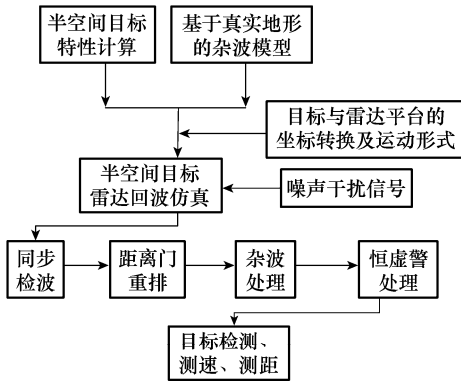 半空间目标
特性计算
基于真实地形
的杂波模型
目标与雷达平台的
坐标转换及运动形式
半空间目标
雷达回波仿真
噪声干扰信号
同步
检波
距离门
重排
杂波
处理
恒虚警
处理
目标检测、
测速、测距